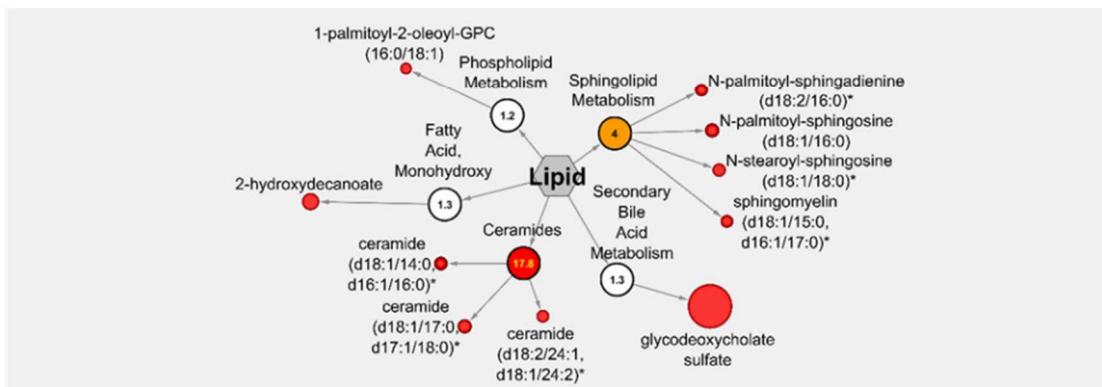 1-palmitoyl-2-oleoyl-GPC
(16:0/18:1)
Phospholipid
Metabolism
1.2
Sphingolipid
Metabolism
4
N-palmitoyl-sphingadienine
(d18:2/16:0)*
N-palmitoyl-sphingosine
(d18:1/16:0)
N-stearoyl-sphingosine
(d18:1/18:0)*
sphingomyelin
(d18:1/15:0,
d16:1/17:0)*
Fatty
Acid,
Monohydroxy
1.3
2-hydroxydecanoate
Lipid
Secondary
Bile
Acid
Metabolism
1.3
glycodeoxycholate
sulfate
Ceramides
17.8
ceramide
(d18:1/14:0,
d16:1/16:0)*
ceramide
(d18:1/17:0,
d17:1/18:0)*
ceramide
(d18:2/24:1,
d18:1/24:2)*